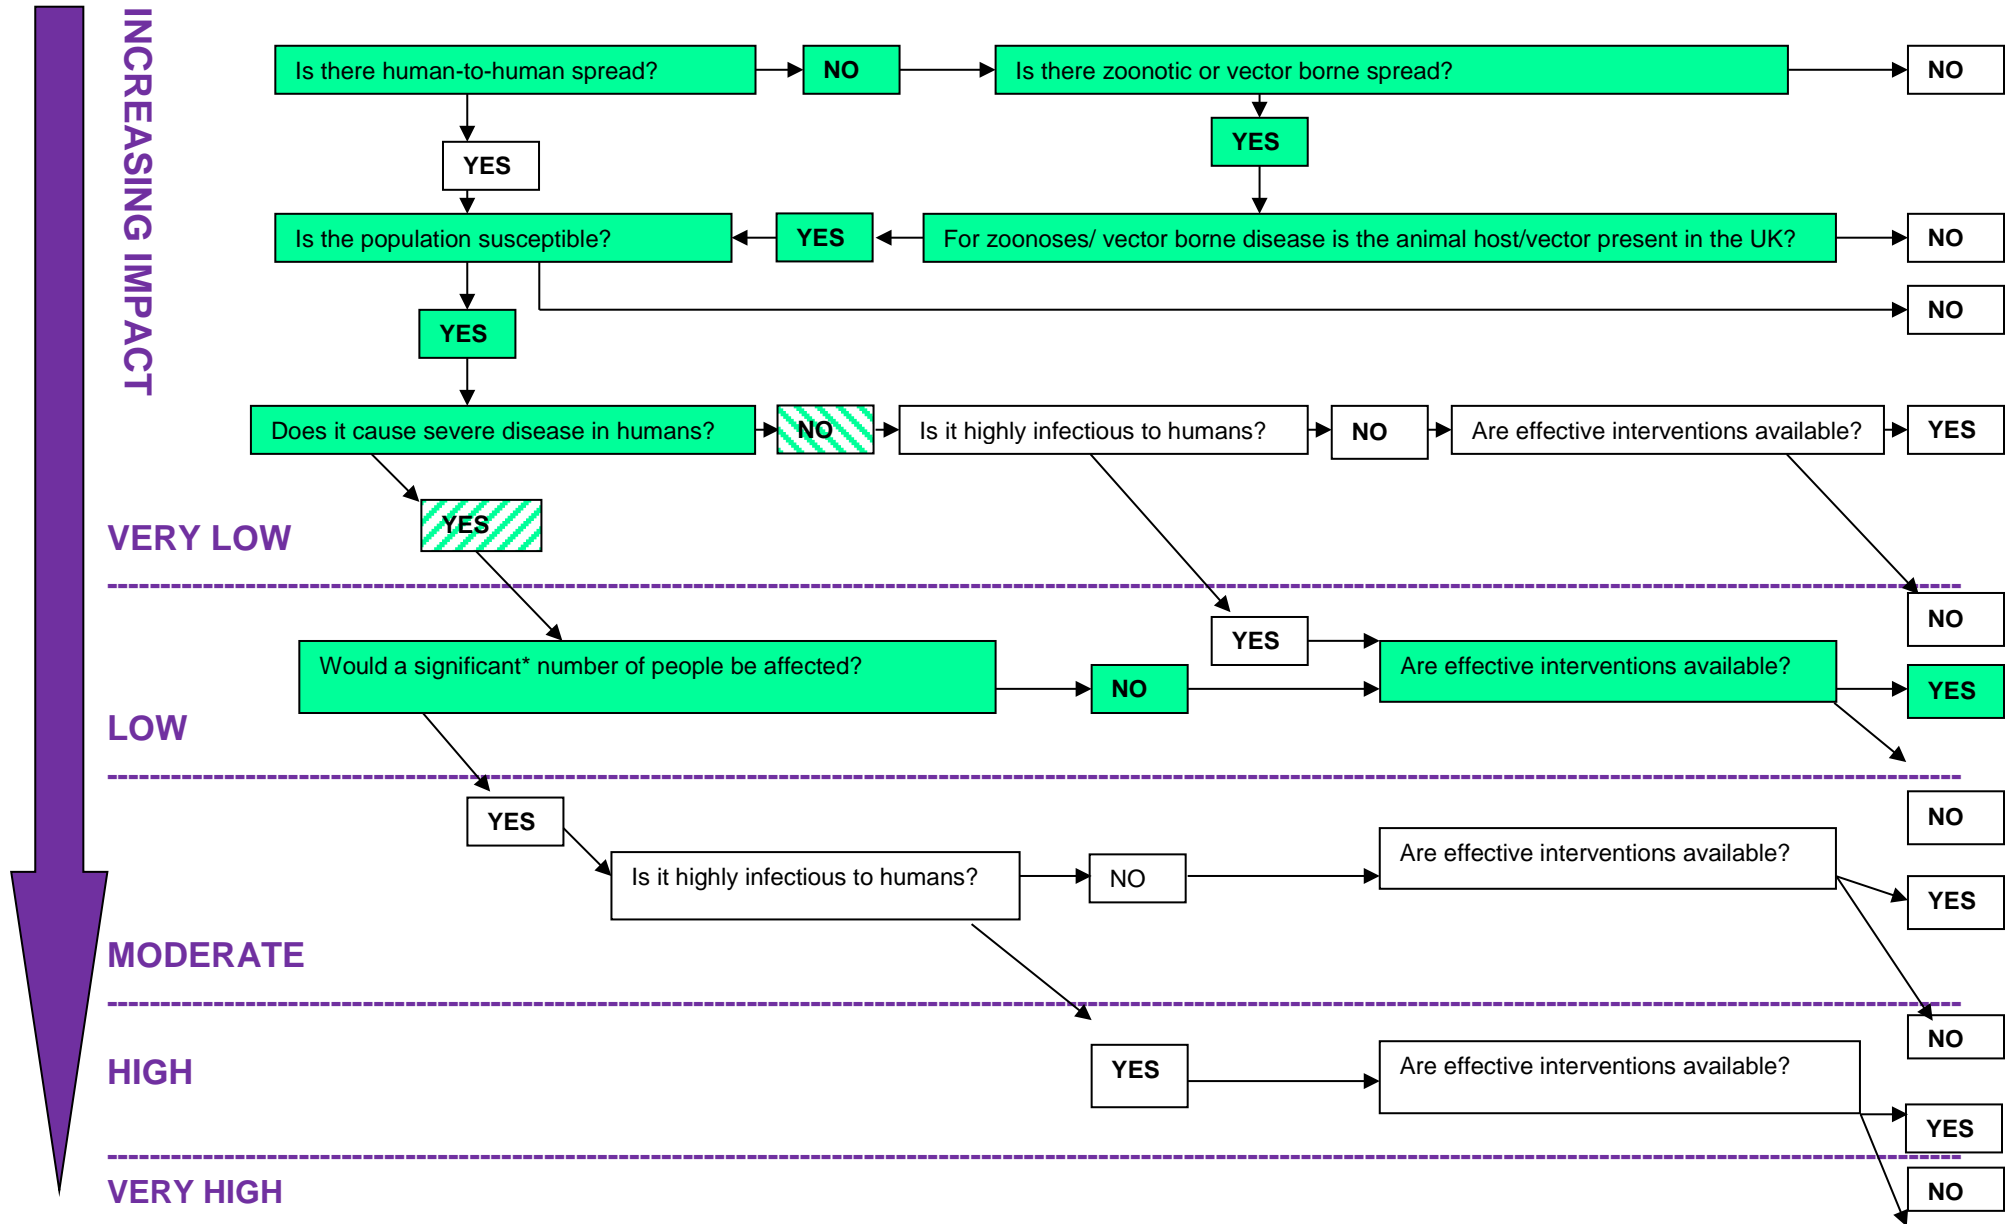 INCREASING IMPACT
Is there human-to-human spread?
NO
Is there zoonotic or vector borne spread?
NO
YES
YES
Is the population susceptible?
YES
For zoonoses/ vector borne disease is the animal host/vector present in the UK?
NO
NO
YES
Does it cause severe disease in humans?
NO
Is it highly infectious to humans?
NO
Are effective interventions available?
YES
YES
VERY LOW
NO
YES
Would a significant* number of people be affected?
NO
Are effective interventions available?
YES
LOW
YES
NO
Is it highly infectious to humans?
NO
Are effective interventions available?
YES
MODERATE
NO
HIGH
YES
Are effective interventions available?
YES
VERY HIGH
NO